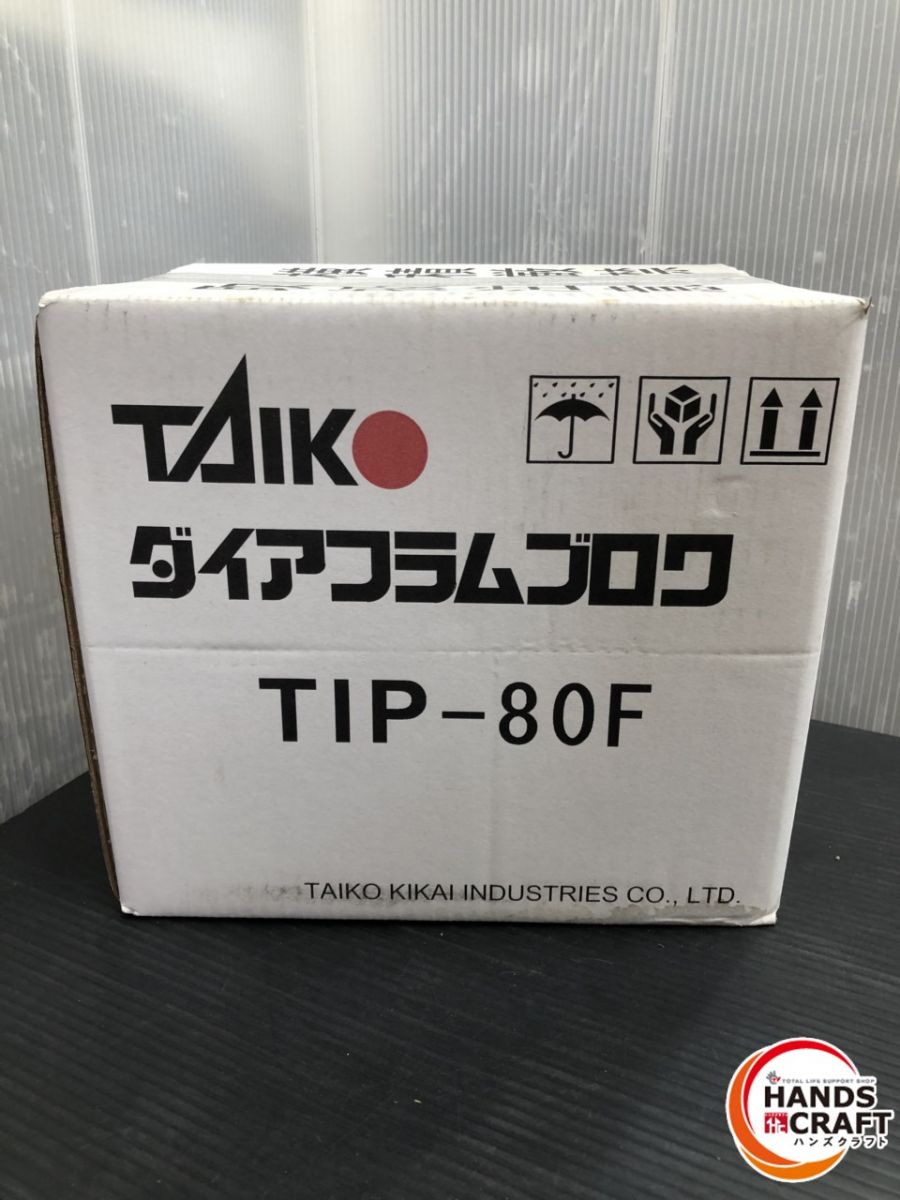 TAIKO
ダイアフラムブロワ
TIP-80F
TAIKO KIKAI INDUSTRIES CO., LTD.
TOTAL LIFE SUPPORT SHOP
HANDS
CRAFT
ハンズクラフト